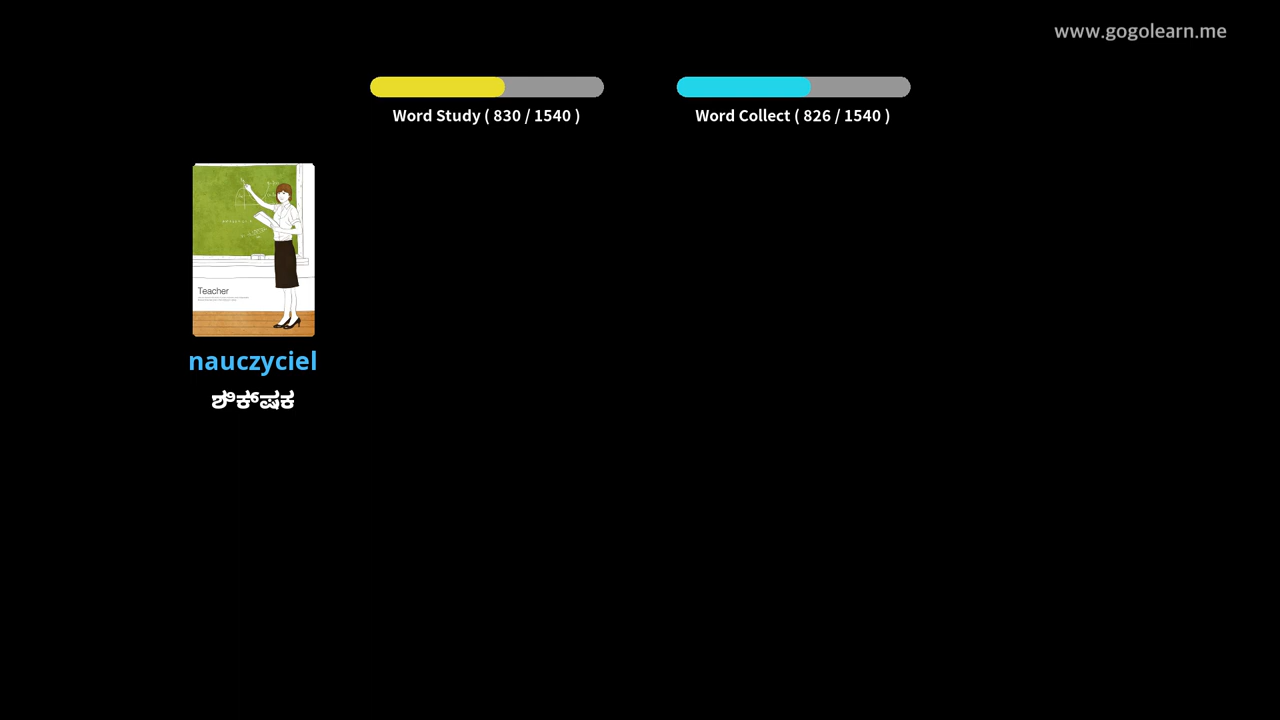 www.gogolearn.me
Word Study ( 830 / 1540 )
Word Collect ( 826 / 1540 )
Teacher
nauczyciel
ಶಿಕ್ಷಕ